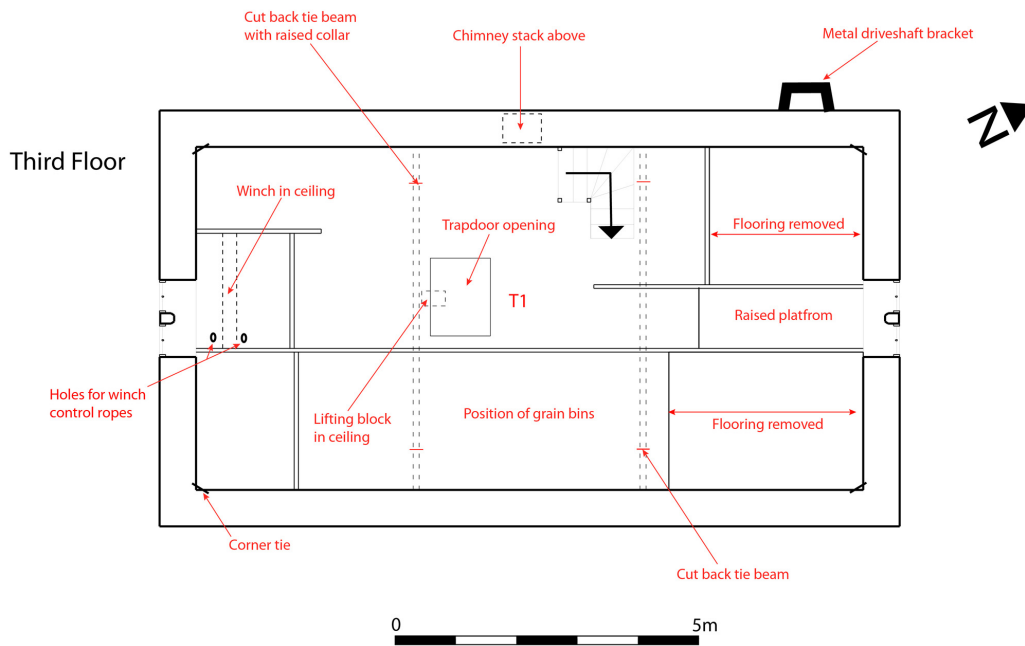 Cut back tie beam
with raised collar
Chimney stack above
Metal driveshaft bracket
N
Third Floor
Winch in ceiling
Trapdoor opening
Flooring removed
T1
Raised platfrom
Holes for winch
control ropes
Lifting block
in ceiling
Position of grain bins
Flooring removed
Corner tie
Cut back tie beam
0
5m